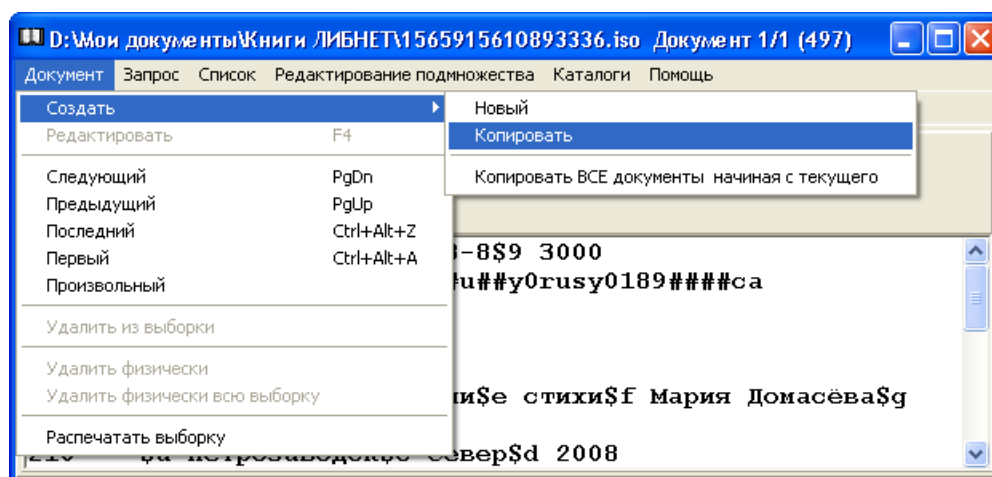 D:\Мои документы\Книги ЛИБНЕТ\1565915610893336.iso Документ 1/1 (497)
Документ Запрос Список Редактирование подмножества Каталоги Помощь
Создать
Редактировать F4
Следующий PgDn
Предыдущий PgUp
Последний Ctrl+Alt+Z
Первый Ctrl+Alt+A
Произвольный
Удалить из выборки
Удалить физически
Удалить физически всю выборку
Распечатать выборку
Новый
Копировать
Копировать ВСЕ документы начиная с текущего
-8$9 3000
u##y0rusy0189####ca
и$e стихи$f Мария Домасёва$g
Север$d 2008